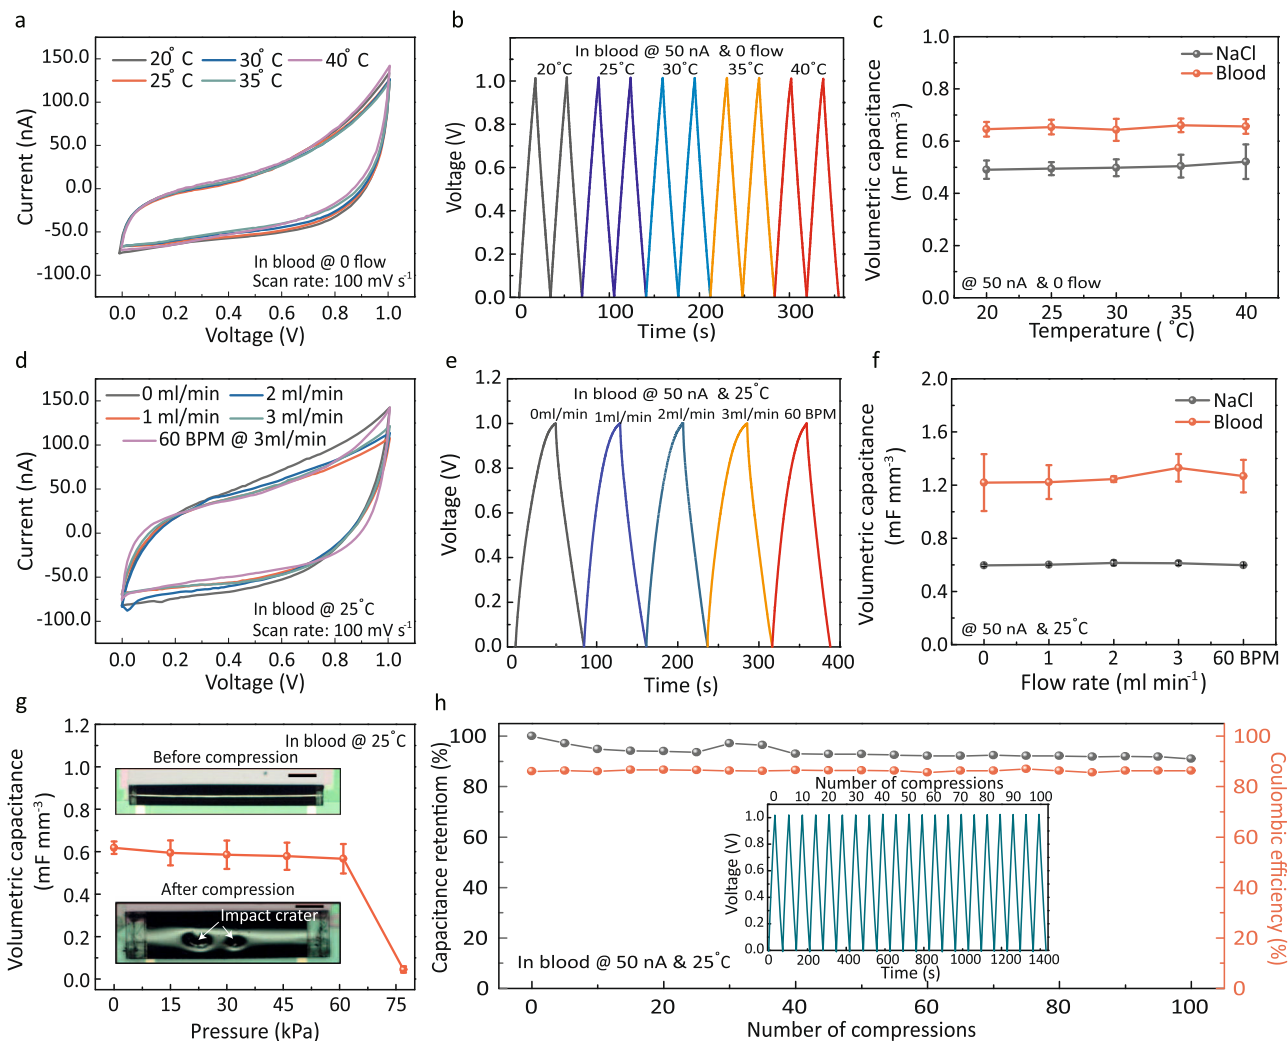 a
150.0
100.0
50.0
0.0
-50.0
-100.0
Current (nA)
20°C 30°C 40°C
25°C 35°C
In blood @ 0 flow
Scan rate: 100 mV s⁻¹
0.0 0.2 0.4 0.6 0.8 1.0
Voltage (V)
b
1.2
1.0
0.8
0.6
0.4
0.2
0.0
Voltage (V)
In blood @ 50 nA & 0 flow
20°C 25°C 30°C 35°C 40°C
0 100 200 300
Time (s)
c
1.0
0.8
0.6
0.4
0.2
0.0
Volumetric capacitance
(mF mm⁻³)
NaCl
Blood
@ 50 nA & 0 flow
20 25 30 35 40
Temperature (°C)
d
150.0
100.0
50.0
0.0
-50.0
-100.0
Current (nA)
0 ml/min 2 ml/min
1 ml/min 3 ml/min
60 BPM @ 3ml/min
In blood @ 25°C
Scan rate: 100 mV s⁻¹
0.0 0.2 0.4 0.6 0.8 1.0
Voltage (V)
e
1.2
1.0
0.8
0.6
0.4
0.2
0.0
Voltage (V)
In blood @ 50 nA & 25°C
0ml/min 1ml/min 2ml/min 3ml/min 60 BPM
0 100 200 300 400
Time (s)
f
2.0
1.6
1.2
0.8
0.4
0.0
Volumetric capacitance
(mF mm⁻³)
NaCl
Blood
@ 50 nA & 25°C
0 1 2 3 60 BPM
Flow rate (ml min⁻¹)
g
1.2
1.0
0.8
0.6
0.4
0.2
0.0
Volumetric capacitance
(mF mm⁻³)
In blood @ 25°C
Before compression
After compression
Impact crater
0 15 30 45 60 75
Pressure (kPa)
h
100
80
60
40
20
0
Capacitance retentiom (%)
100
80
60
40
20
0
Coulombic efficiency (%)
Number of compressions
0 10 20 30 40 50 60 70 80 90 100
1.0
0.8
0.6
0.4
0.2
0.0
Voltage (V)
0 200 400 600 800 1000 1200 1400
Time (s)
In blood @ 50 nA & 25°C
0 20 40 60 80 100
Number of compressions